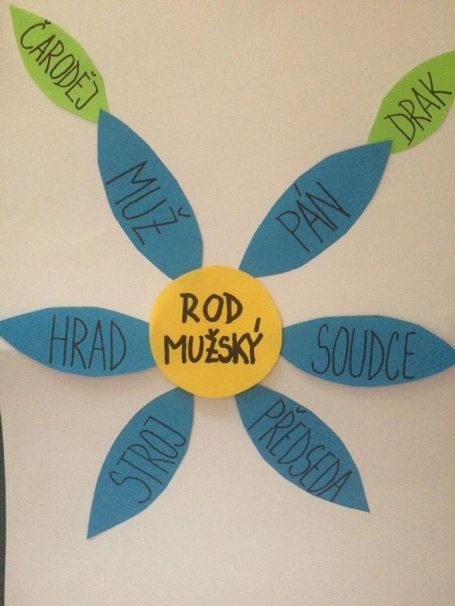 ČARODĚJ
DRAK
MUŽ
PÁN
ROD
MUŽSKÝ
HRAD
SOUDCE
STROJ
PŘEDSEDA